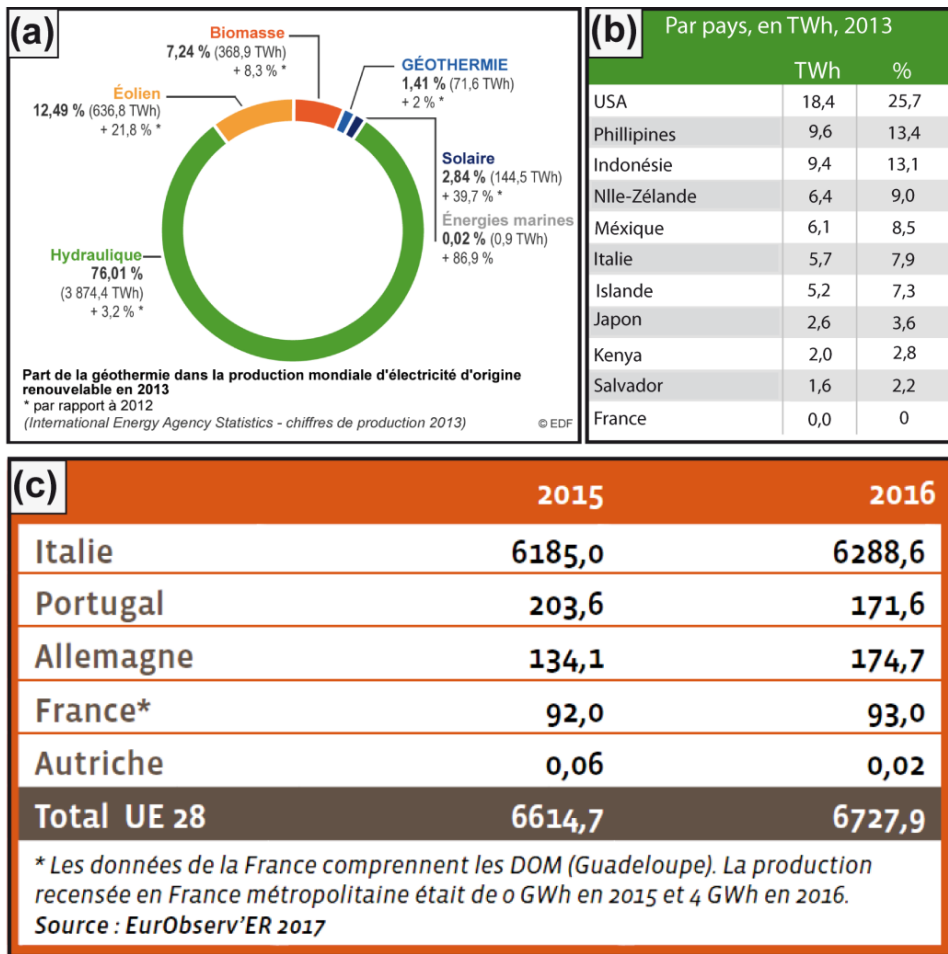 (a)
Biomasse
7,24 % (368,9 TWh)
+ 8,3 % *
GÉOTHERMIE
1,41 % (71,6 TWh)
+ 2 % *
Éolien
12,49 % (636,8 TWh)
+ 21,8 % *
Solaire
2,84 % (144,5 TWh)
+ 39,7 % *
Énergies marines
0,02 % (0,9 TWh)
+ 86,9 %
Hydraulique
76,01 %
(3 874,4 TWh)
+ 3,2 % *
Part de la géothermie dans la production mondiale d'électricité d'origine
renouvelable en 2013
* par rapport à 2012
(International Energy Agency Statistics - chiffres de production 2013)
© EDF
(b)
Par pays, en TWh, 2013
TWh %
USA 18,4 25,7
Phillipines 9,6 13,4
Indonésie 9,4 13,1
Nlle-Zélande 6,4 9,0
Méxique 6,1 8,5
Italie 5,7 7,9
Islande 5,2 7,3
Japon 2,6 3,6
Kenya 2,0 2,8
Salvador 1,6 2,2
France 0,0 0
(c)
2015 2016
Italie 6185,0 6288,6
Portugal 203,6 171,6
Allemagne 134,1 174,7
France* 92,0 93,0
Autriche 0,06 0,02
Total UE 28 6614,7 6727,9
* Les données de la France comprennent les DOM (Guadeloupe). La production
recensée en France métropolitaine était de 0 GWh en 2015 et 4 GWh en 2016.
Source : EurObserv'ER 2017